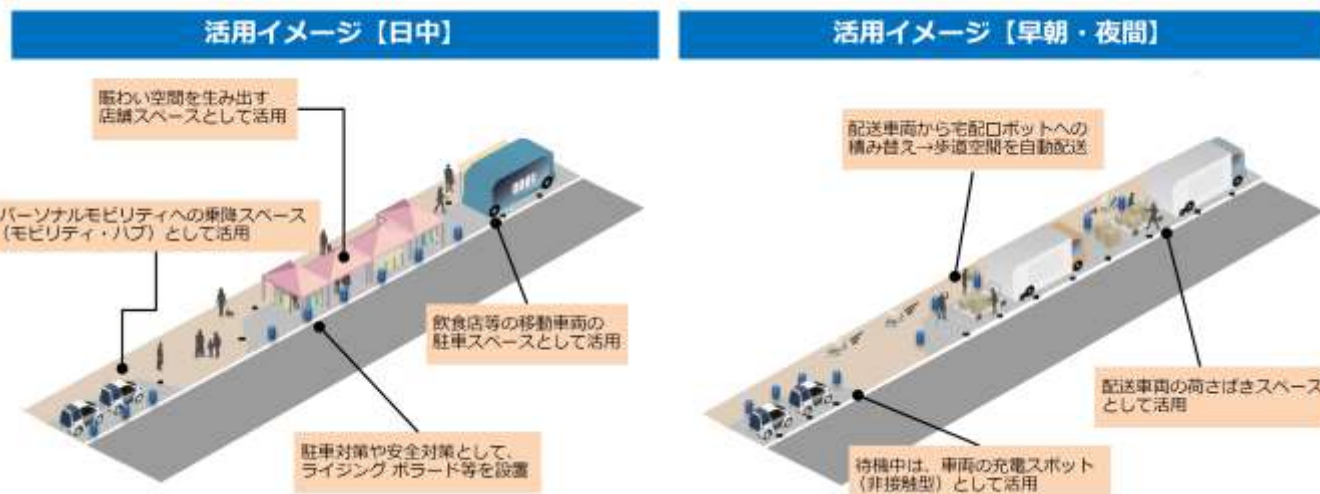 活用イメージ【日中】
賑わい空間を生み出す
店舗スペースとして活用
パーソナルモビリティへの乗降スペース
（モビリティ・ハブ）として活用
飲食店等の移動車両の
駐車スペースとして活用
駐車対策や安全対策として、
ライジング ボラード等を設置
活用イメージ【早朝・夜間】
配送車両から宅配ロボットへの
積み替え→歩道空間を自動配送
配送車両の荷さばきスペース
として活用
待機中は、車両の充電スポット
（非接触型）として活用